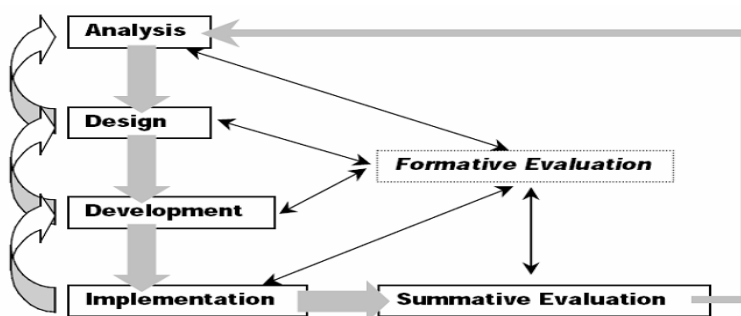 Analysis
Design
Formative Evaluation
Development
Implementation
Summative Evaluation